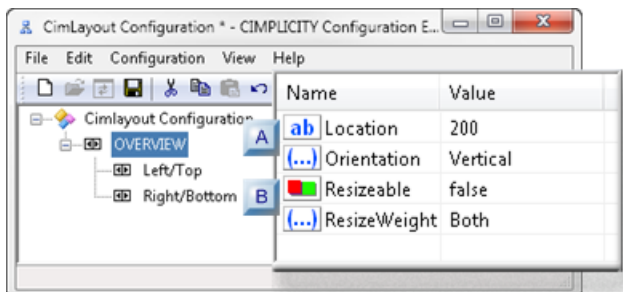 CimLayout Configuration * - CIMPLICITY Configuration E...
File Edit Configuration View Help
Name Value
Cimlayout Configuration
A
ab Location 200
OVERVIEW
(...) Orientation Vertical
Left/Top
B
Resizeable false
Right/Bottom
(...) ResizeWeight Both